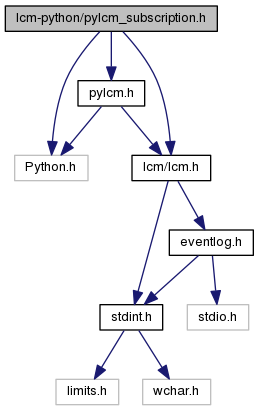 lcm-python/pylcm_subscription.h
pylcm.h
Python.h
lcm/lcm.h
eventlog.h
stdint.h
stdio.h
limits.h
wchar.h